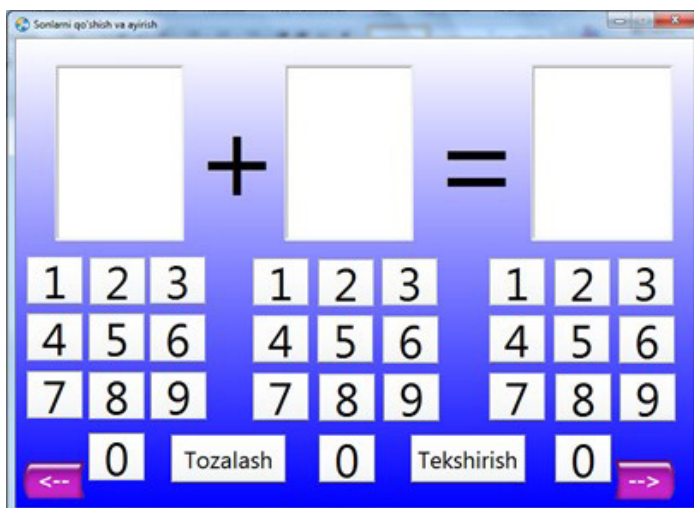 Sonlarni qo'shish va ayirish
+ =
1 2 3 1 2 3 1 2 3
4 5 6 4 5 6 4 5 6
7 8 9 7 8 9 7 8 9
<-- 0 Tozalash 0 Tekshirish 0 -->